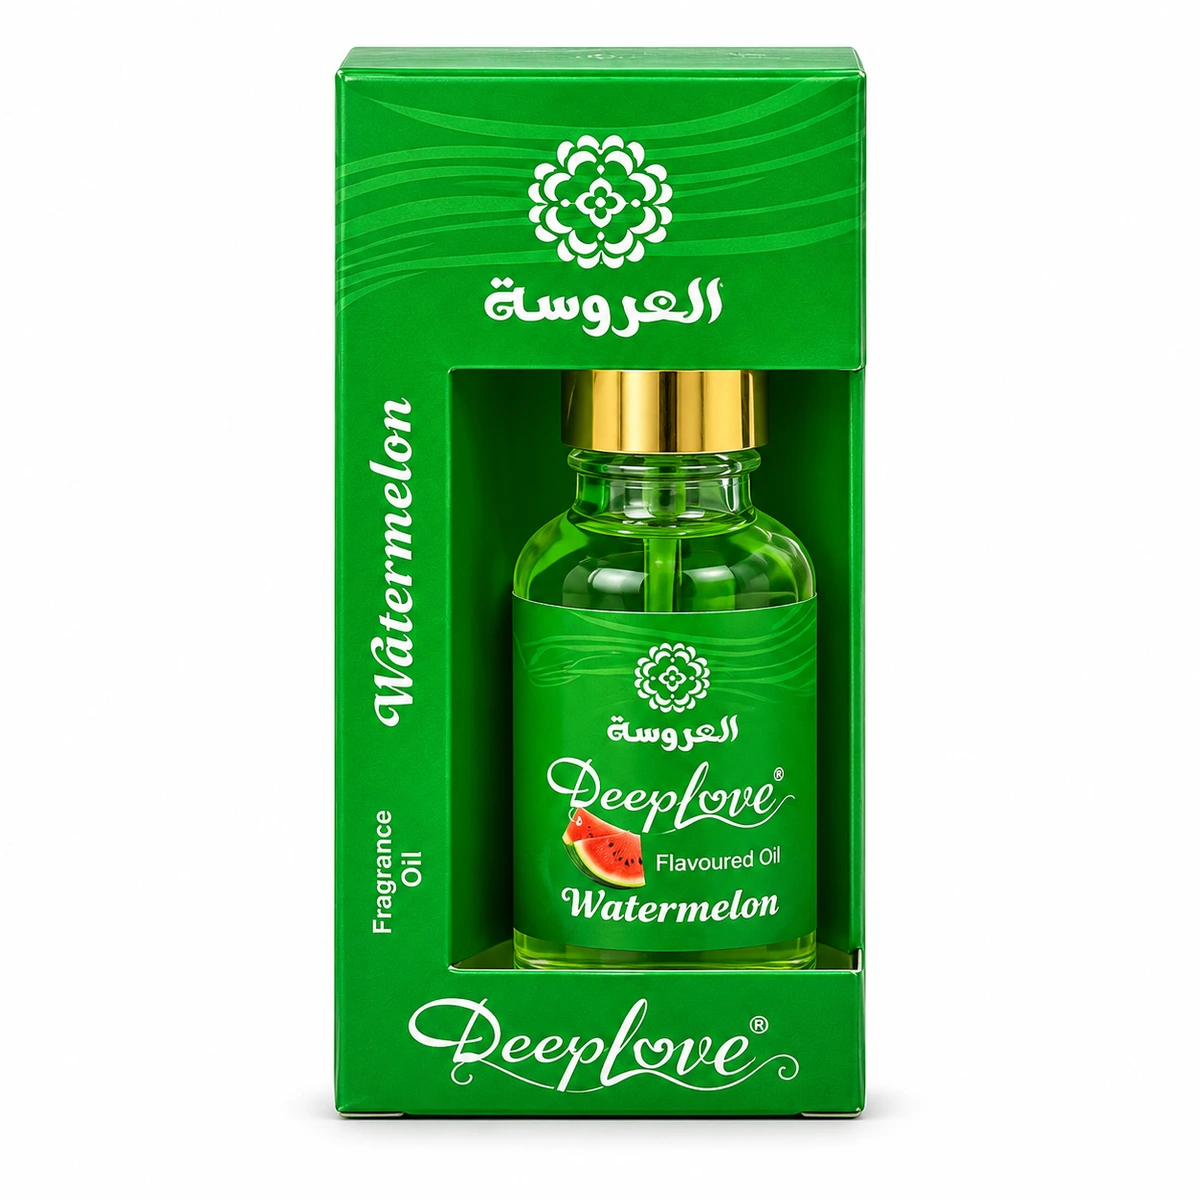 العروسة
Watermelon
Fragrance
Oil
العروسة
DeepLove®
Flavoured Oil
Watermelon
DeepLove®